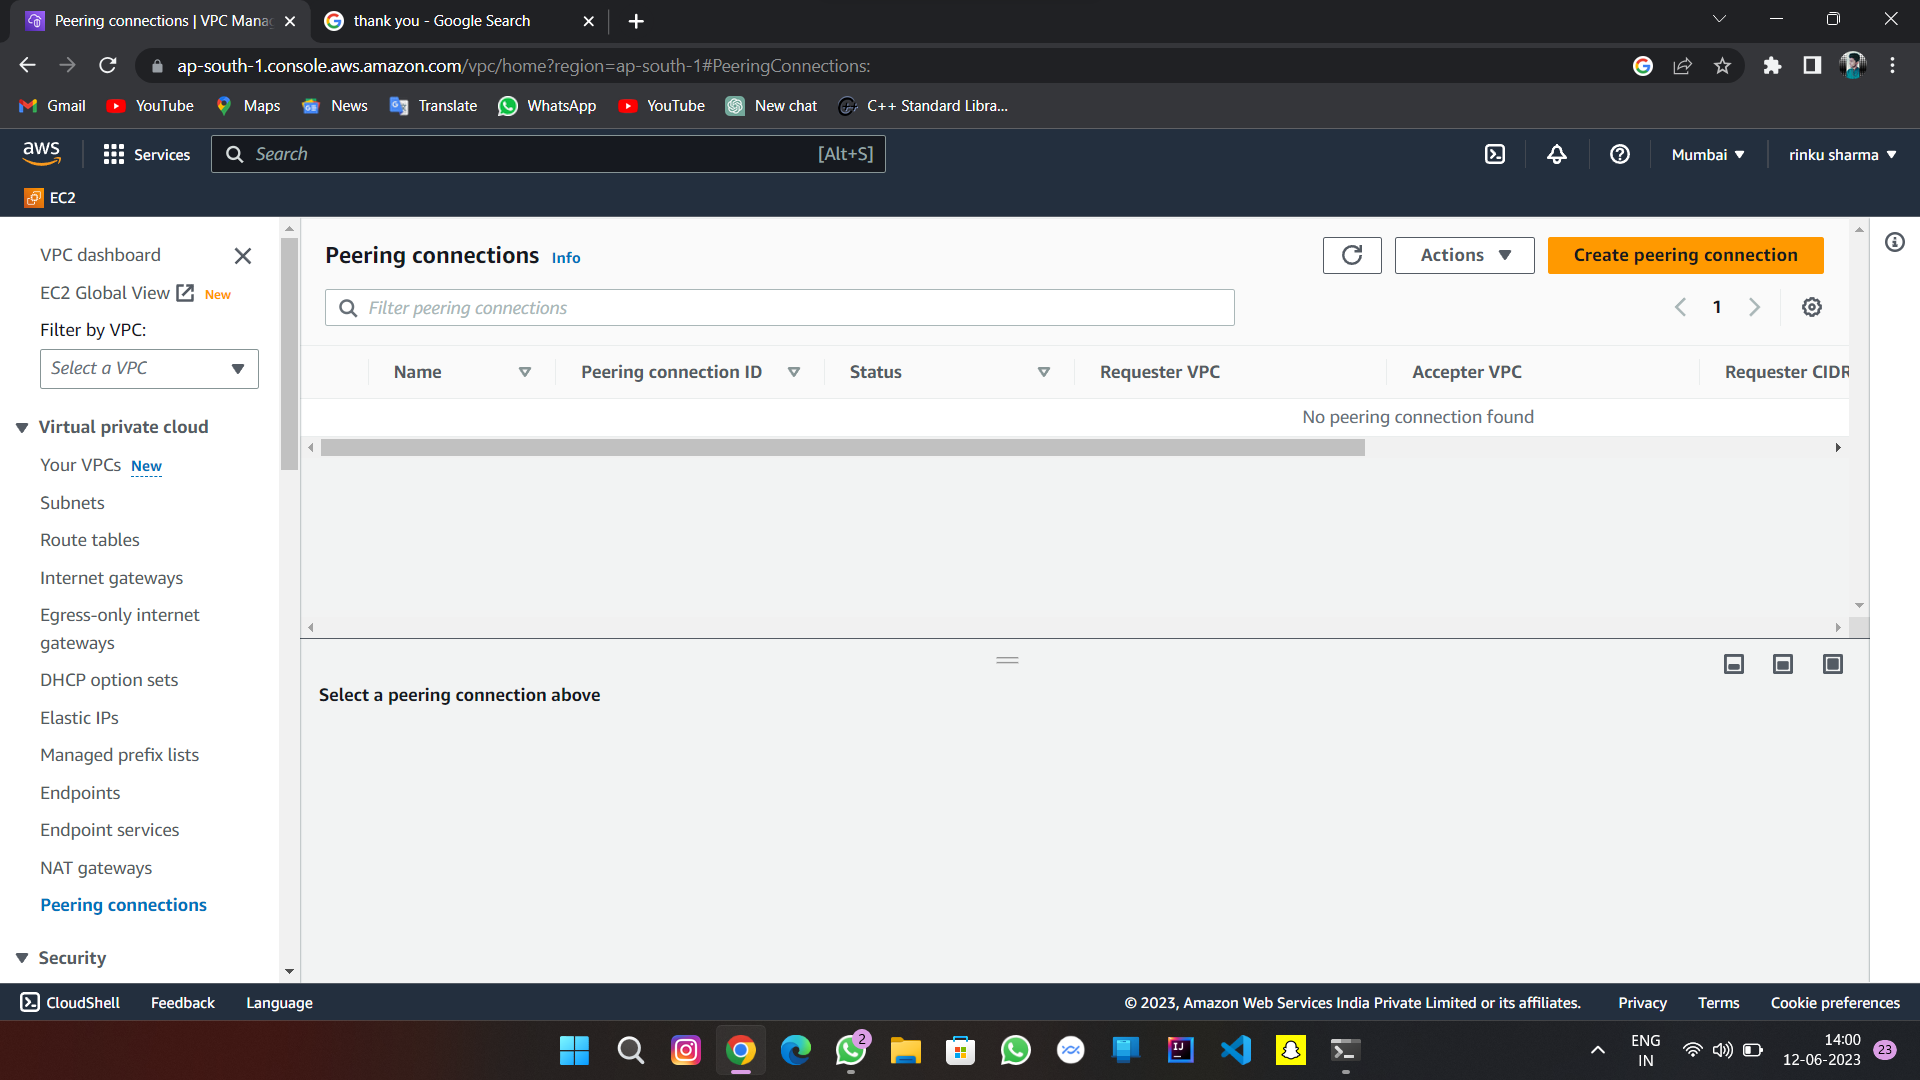 Peering connections | VPC Mana
thank you - Google Search
ap-south-1.console.aws.amazon.com/vpc/home?region=ap-south-1#PeeringConnections:
Gmail YouTube Maps News Translate WhatsApp YouTube New chat C++ Standard Libra...
aws Services Search [Alt+S] Mumbai rinku sharma
EC2
VPC dashboard
EC2 Global View New
Filter by VPC:
Select a VPC
Virtual private cloud
Your VPCs New
Subnets
Route tables
Internet gateways
Egress-only internet
gateways
DHCP option sets
Elastic IPs
Managed prefix lists
Endpoints
Endpoint services
NAT gateways
Peering connections
Security
Peering connections Info
Actions
Create peering connection
Filter peering connections
1
Name Peering connection ID Status Requester VPC Accepter VPC Requester CIDR
No peering connection found
Select a peering connection above
CloudShell Feedback Language © 2023, Amazon Web Services India Private Limited or its affiliates. Privacy Terms Cookie preferences
2
IJ
ENG
IN
14:00
12-06-2023
23